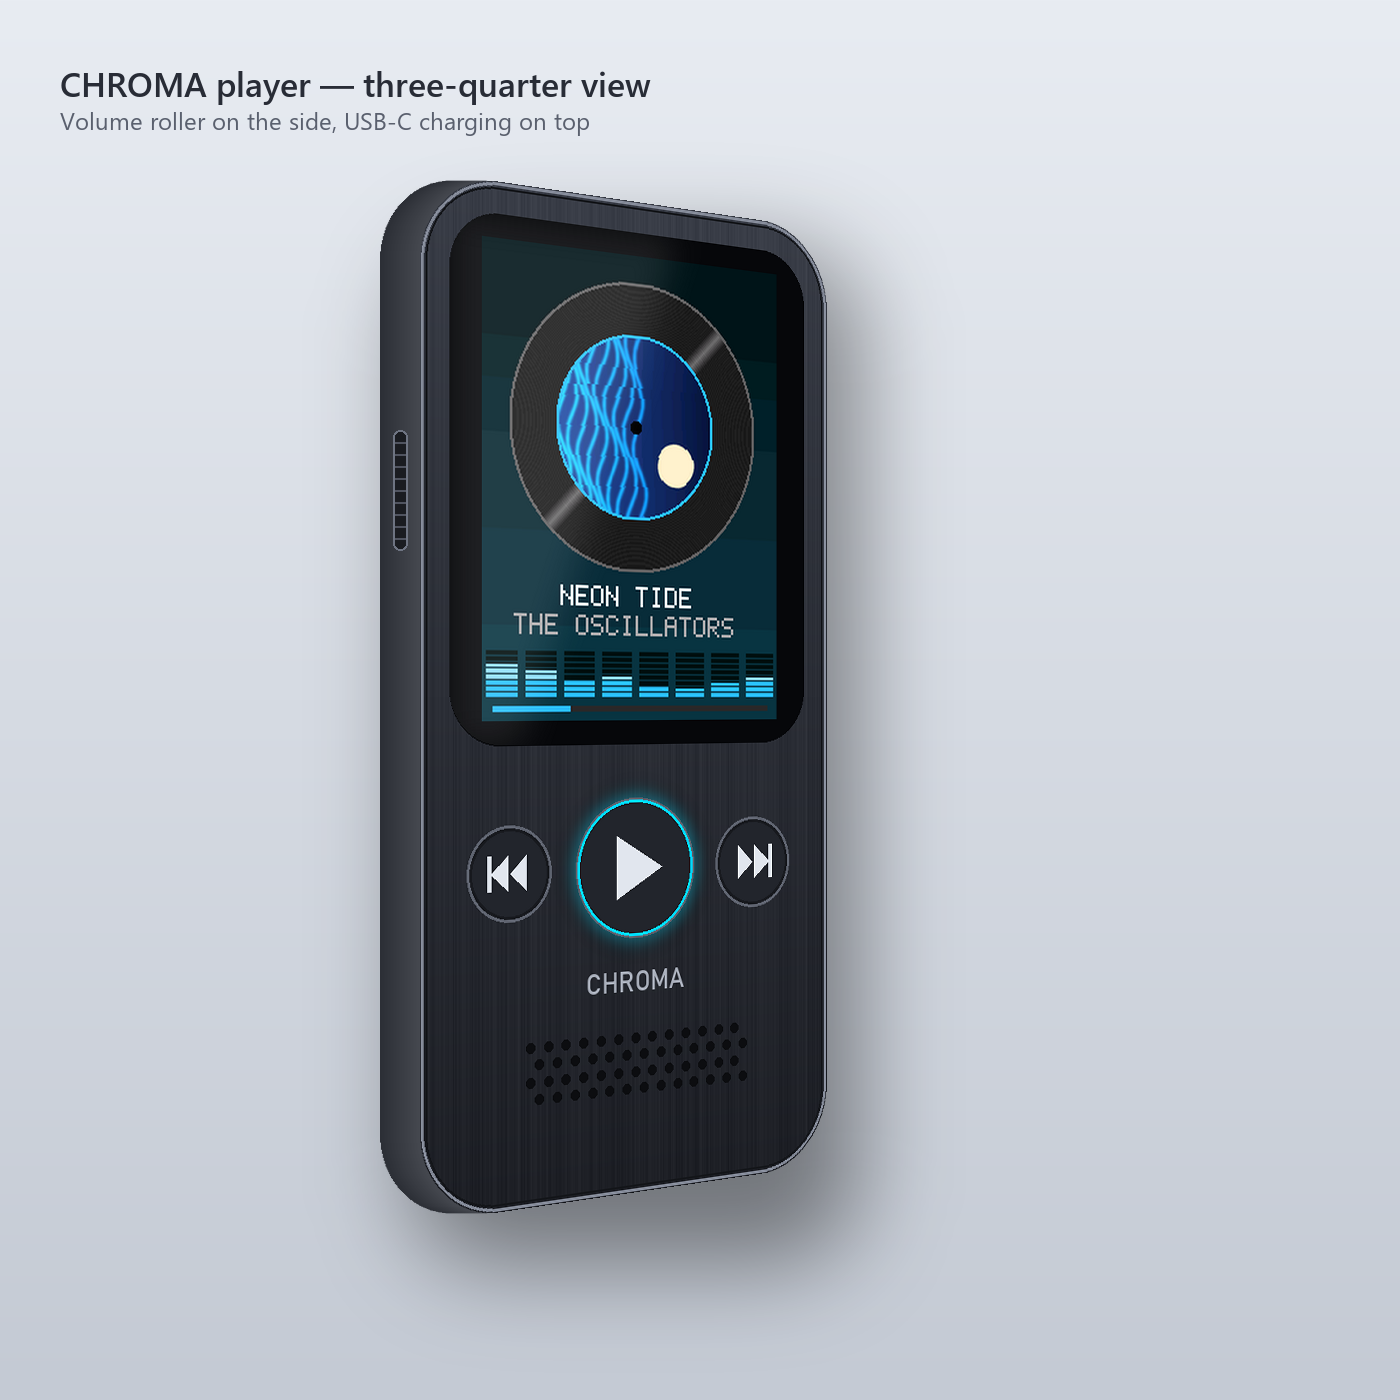 CHROMA player — three-quarter view
Volume roller on the side, USB-C charging on top
NEON TIDE
THE OSCILLATORS
CHROMA